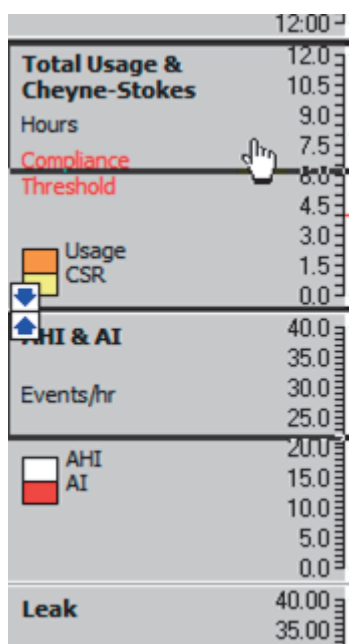 12:00
Total Usage &
Cheyne-Stokes
Hours
Compliance
Threshold
Usage
CSR
12.0
10.5
9.0
7.5
6.0
4.5
3.0
1.5
0.0
AHI & AI
Events/hr
AHI
AI
40.0
35.0
30.0
25.0
20.0
15.0
10.0
5.0
0.0
Leak
40.00
35.00